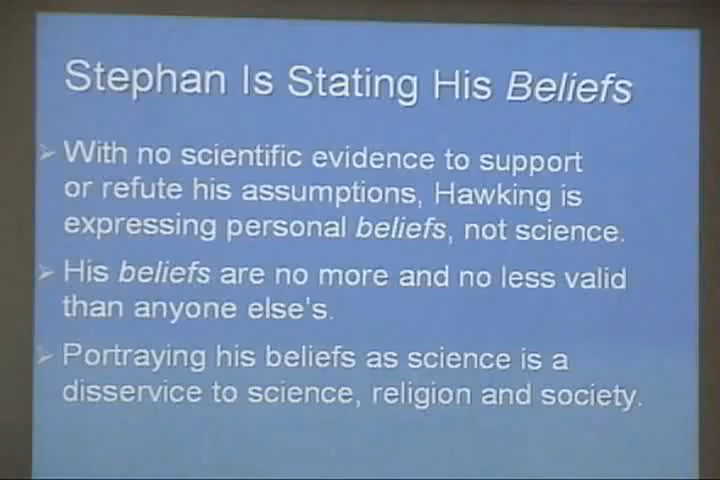 Stephan Is Stating His Beliefs
With no scientific evidence to support
or refute his assumptions, Hawking is
expressing personal beliefs, not science.
His beliefs are no more and no less valid
than anyone else's.
Portraying his beliefs as science is a
disservice to science, religion and society.